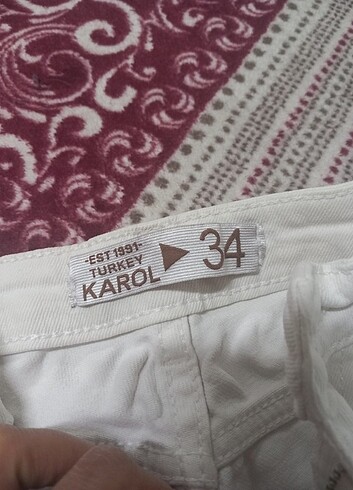 -EST 1991-
TURKEY
KAROL
34